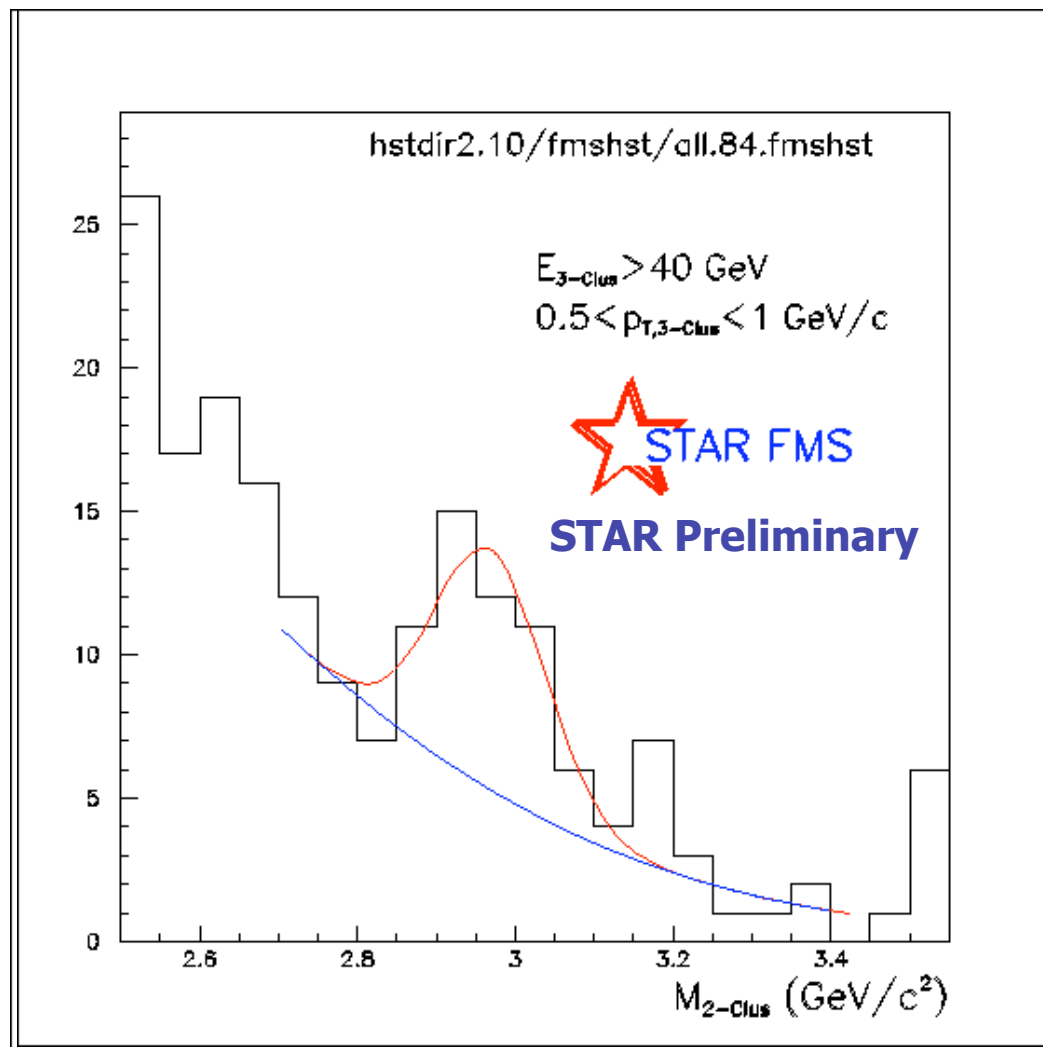 hstdir2.10/fmshst/all.84.fmshst
E3-Clus>40 GeV
0.5<pT,3-Clus<1 GeV/c
STAR FMS
STAR Preliminary
25
20
15
10
5
0
2.6 2.8 3 3.2 3.4
M2-Clus (GeV/c²)